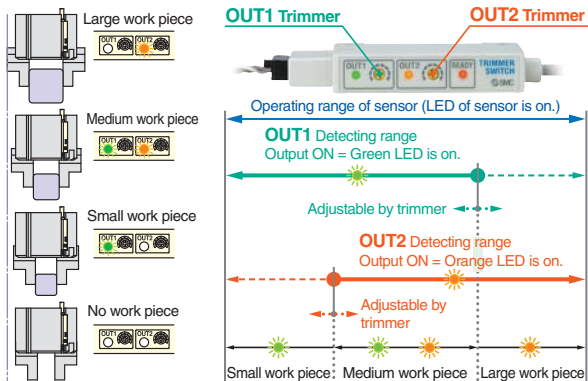 Large work piece
OUT1 OUT2
Medium work piece
OUT1 OUT2
Small work piece
OUT1 OUT2
No work piece
OUT1 OUT2
OUT1 Trimmer
OUT2 Trimmer
OUT1 OUT2 READY
TRIMMER
SWITCH
SMC
Operating range of sensor (LED of sensor is on.)
OUT1 Detecting range
Output ON = Green LED is on.
Adjustable by trimmer
OUT2 Detecting range
Output ON = Orange LED is on.
Adjustable by
trimmer
Small work piece Medium work piece Large work piece